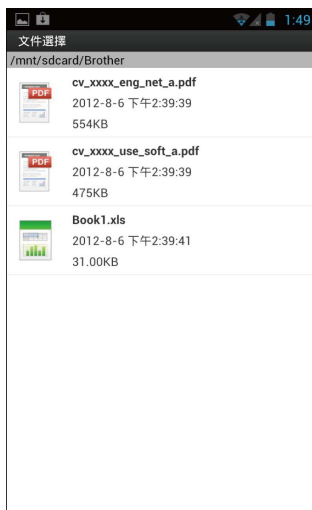 1:49
文件選擇
/mnt/sdcard/Brother
cv_xxxx_eng_net_a.pdf
PDF
2012-8-6 下午2:39:39
554KB
cv_xxxx_use_soft_a.pdf
PDF
2012-8-6 下午2:39:39
475KB
Book1.xls
2012-8-6 下午2:39:41
31.00KB